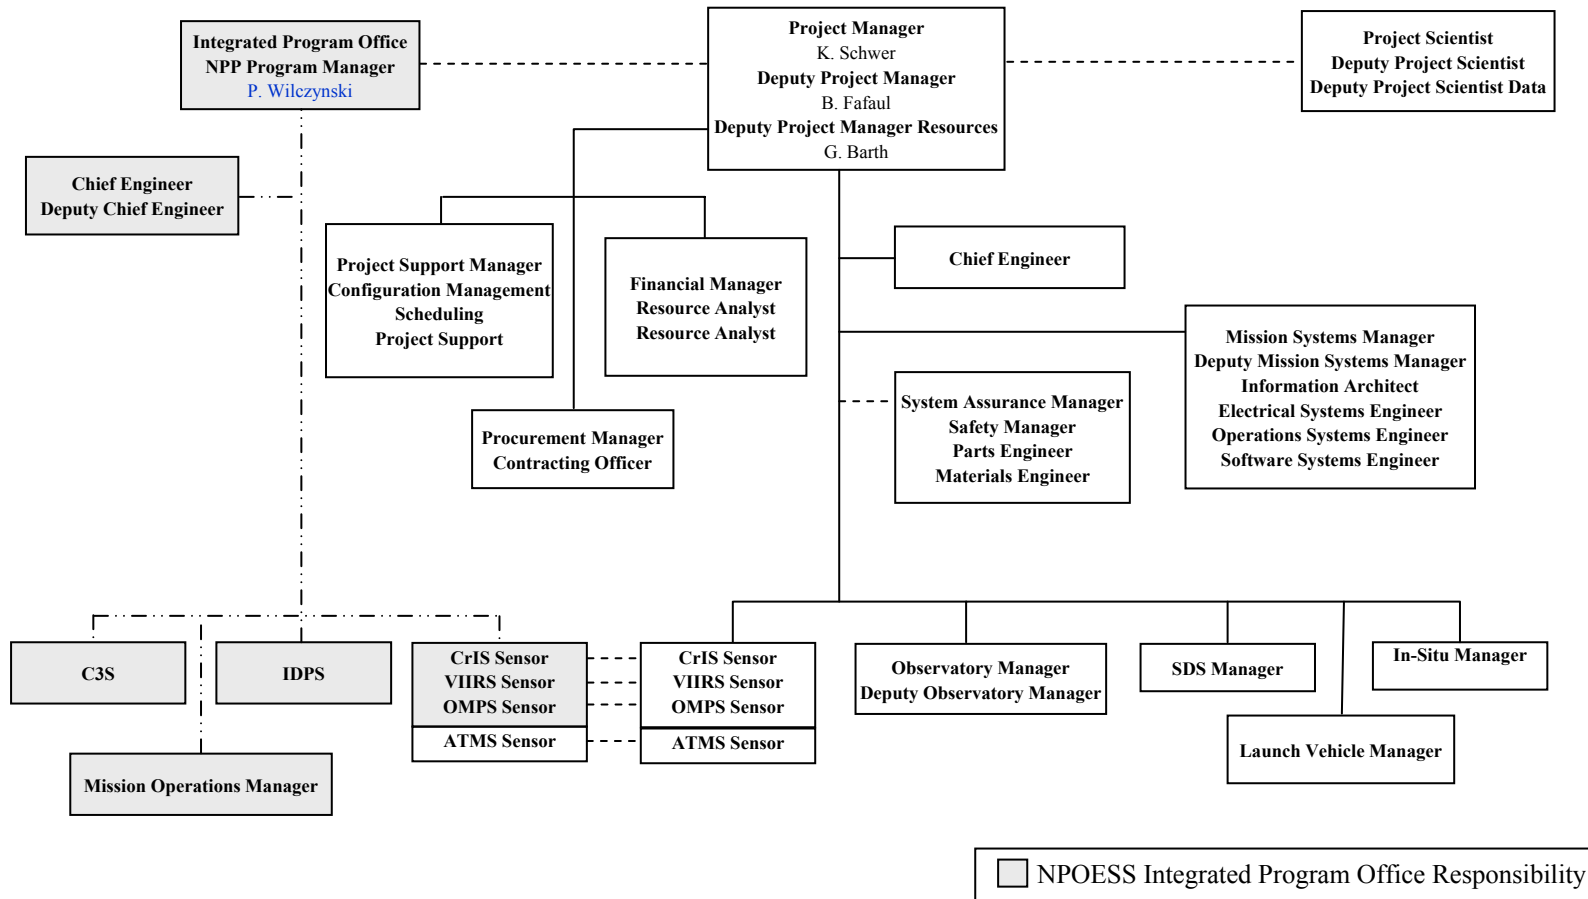 Integrated Program Office
NPP Program Manager
P. Wilczynski
Project Manager
K. Schwer
Deputy Project Manager
B. Fafaul
Deputy Project Manager Resources
G. Barth
Project Scientist
Deputy Project Scientist
Deputy Project Scientist Data
Chief Engineer
Deputy Chief Engineer
Project Support Manager
Configuration Management
Scheduling
Project Support
Financial Manager
Resource Analyst
Resource Analyst
Chief Engineer
Mission Systems Manager
Deputy Mission Systems Manager
Information Architect
Electrical Systems Engineer
Operations Systems Engineer
Software Systems Engineer
System Assurance Manager
Safety Manager
Parts Engineer
Materials Engineer
Procurement Manager
Contracting Officer
C3S
IDPS
CrIS Sensor
VIIRS Sensor
OMPS Sensor
ATMS Sensor
CrIS Sensor
VIIRS Sensor
OMPS Sensor
ATMS Sensor
Observatory Manager
Deputy Observatory Manager
SDS Manager
In-Situ Manager
Mission Operations Manager
Launch Vehicle Manager
NPOESS Integrated Program Office Responsibility